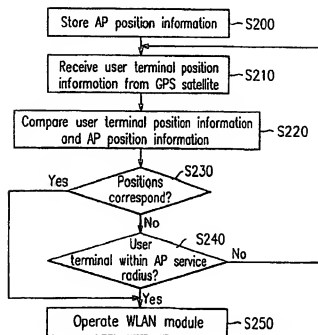 Store AP position information
S200
Receive user terminal position
information from GPS satellite
S210
Compare user terminal position information
and AP position information
S220
S230
Yes
Positions
correspond?
No
S240
User
terminal within AP service
radius?
No
Yes
Operate WLAN module
S250